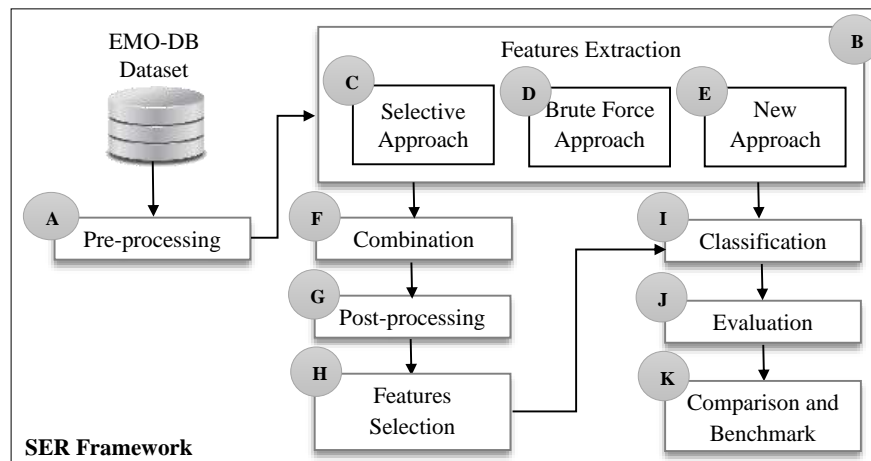 EMO-DB
Dataset
B
Features Extraction
C
Selective
Approach
D
Brute Force
Approach
E
New
Approach
A
Pre-processing
F
Combination
G
Post-processing
H
Features
Selection
I
Classification
J
Evaluation
K
Comparison and
Benchmark
SER Framework